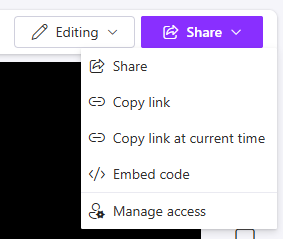 Editing
Share
Share
Copy link
Copy link at current time
Embed code
Manage access